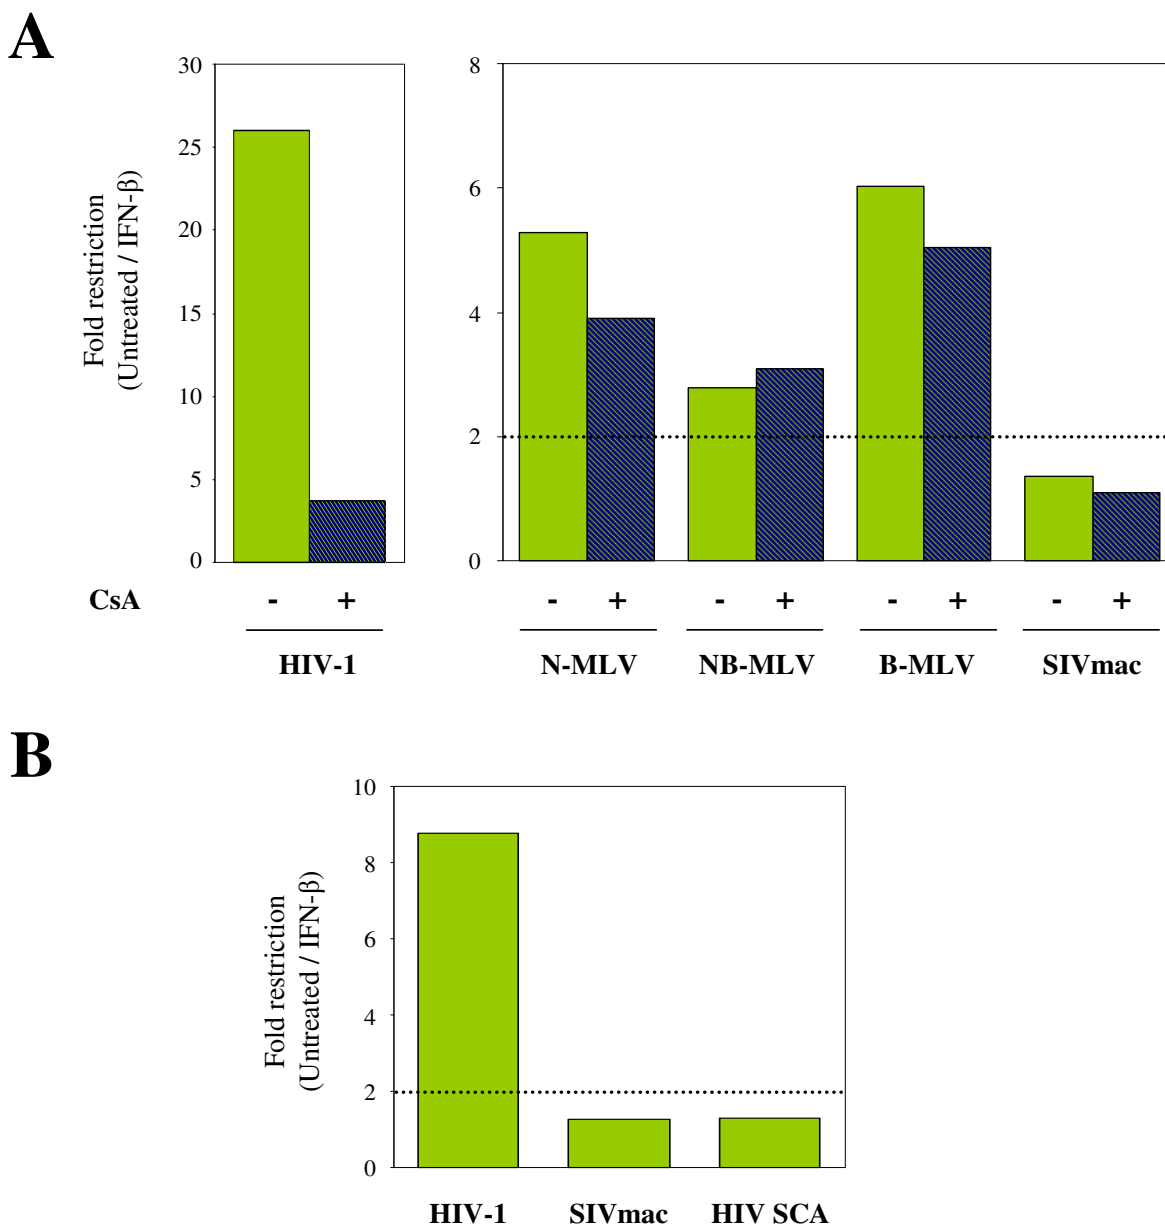 A
Fold restriction
(Untreated / IFN-β)
30
25
20
15
10
5
0
8
6
4
2
0
CsA - + - + - + - + - +
HIV-1 N-MLV NB-MLV B-MLV SIVmac
B
Fold restriction
(Untreated / IFN-β)
10
8
6
4
2
0
HIV-1 SIVmac HIV SCA